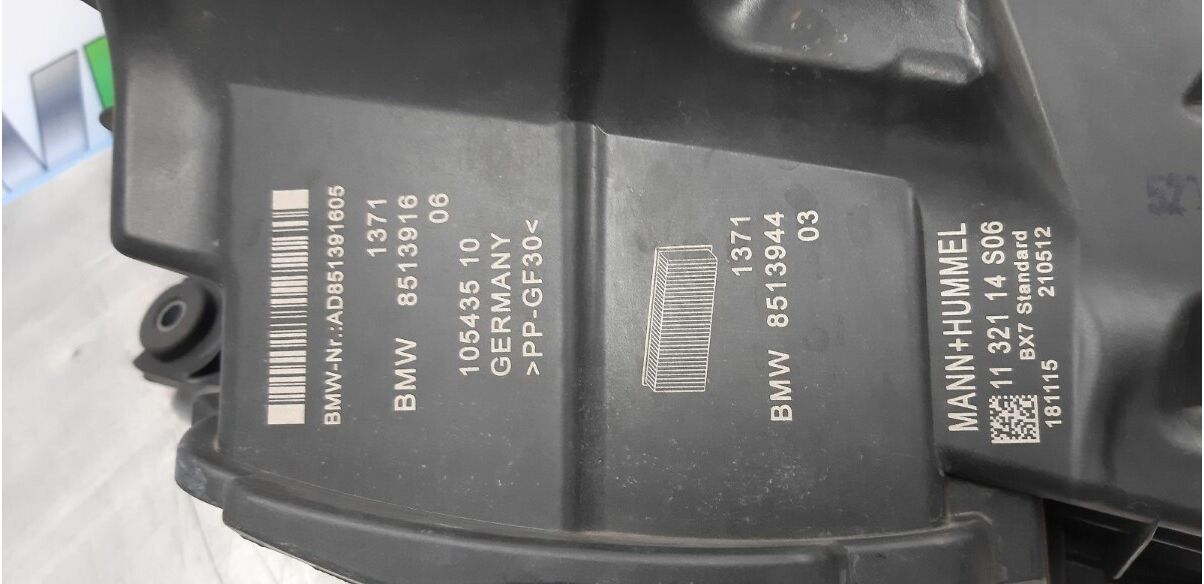 BMW-Nr.:AD851391605
1371
BMW 8513916
06
105435 10
GERMANY
>PP-GF30<
1371
BMW 8513944
03
MANN+HUMMEL
11 321 14 S06
BX7 Standard
181115 210512